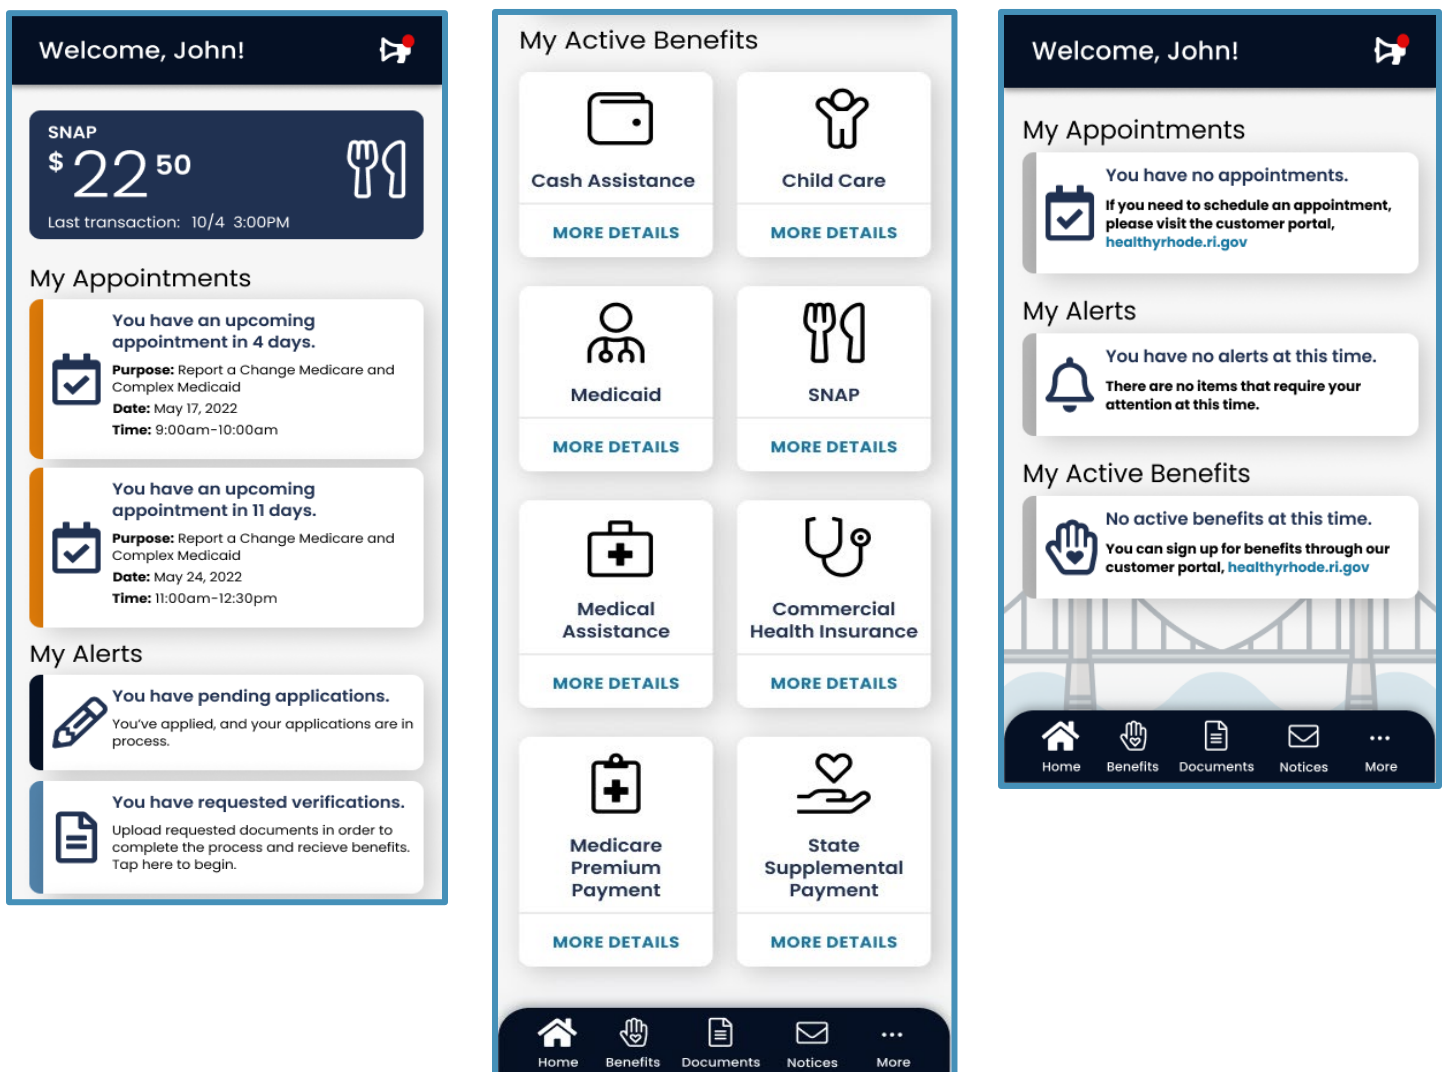 Welcome, John!
SNAP
$ 22 50
Last transaction: 10/4 3:00PM
My Appointments
You have an upcoming
appointment in 4 days.
Purpose: Report a Change Medicare and
Complex Medicaid
Date: May 17, 2022
Time: 9:00am-10:00am
You have an upcoming
appointment in 11 days.
Purpose: Report a Change Medicare and
Complex Medicaid
Date: May 24, 2022
Time: 11:00am-12:30pm
My Alerts
You have pending applications.
You've applied, and your applications are in
process.
You have requested verifications.
Upload requested documents in order to
complete the process and recieve benefits.
Tap here to begin.
My Active Benefits
Cash Assistance
MORE DETAILS
Child Care
MORE DETAILS
Medicaid
MORE DETAILS
SNAP
MORE DETAILS
Medical
Assistance
MORE DETAILS
Commercial
Health Insurance
MORE DETAILS
Medicare
Premium
Payment
MORE DETAILS
State
Supplemental
Payment
MORE DETAILS
Home Benefits Documents Notices More
Welcome, John!
My Appointments
You have no appointments.
If you need to schedule an appointment,
please visit the customer portal,
healthyrhode.ri.gov
My Alerts
You have no alerts at this time.
There are no items that require your
attention at this time.
My Active Benefits
No active benefits at this time.
You can sign up for benefits through our
customer portal, healthyrhode.ri.gov
Home Benefits Documents Notices More